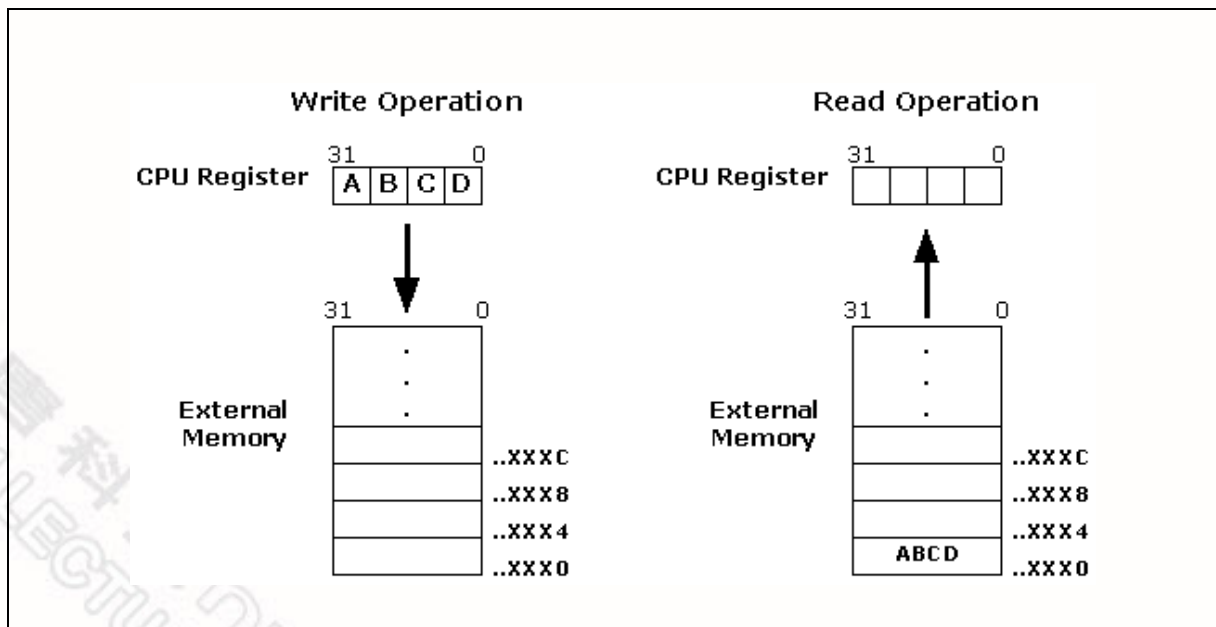 Write Operation
31 0
CPU Register
A B C D
31 0
.
.
.
External
Memory
..XXXC
..XXX8
..XXX4
..XXX0
Read Operation
31 0
CPU Register
31 0
.
.
.
External
Memory
..XXXC
..XXX8
..XXX4
ABCD
..XXX0